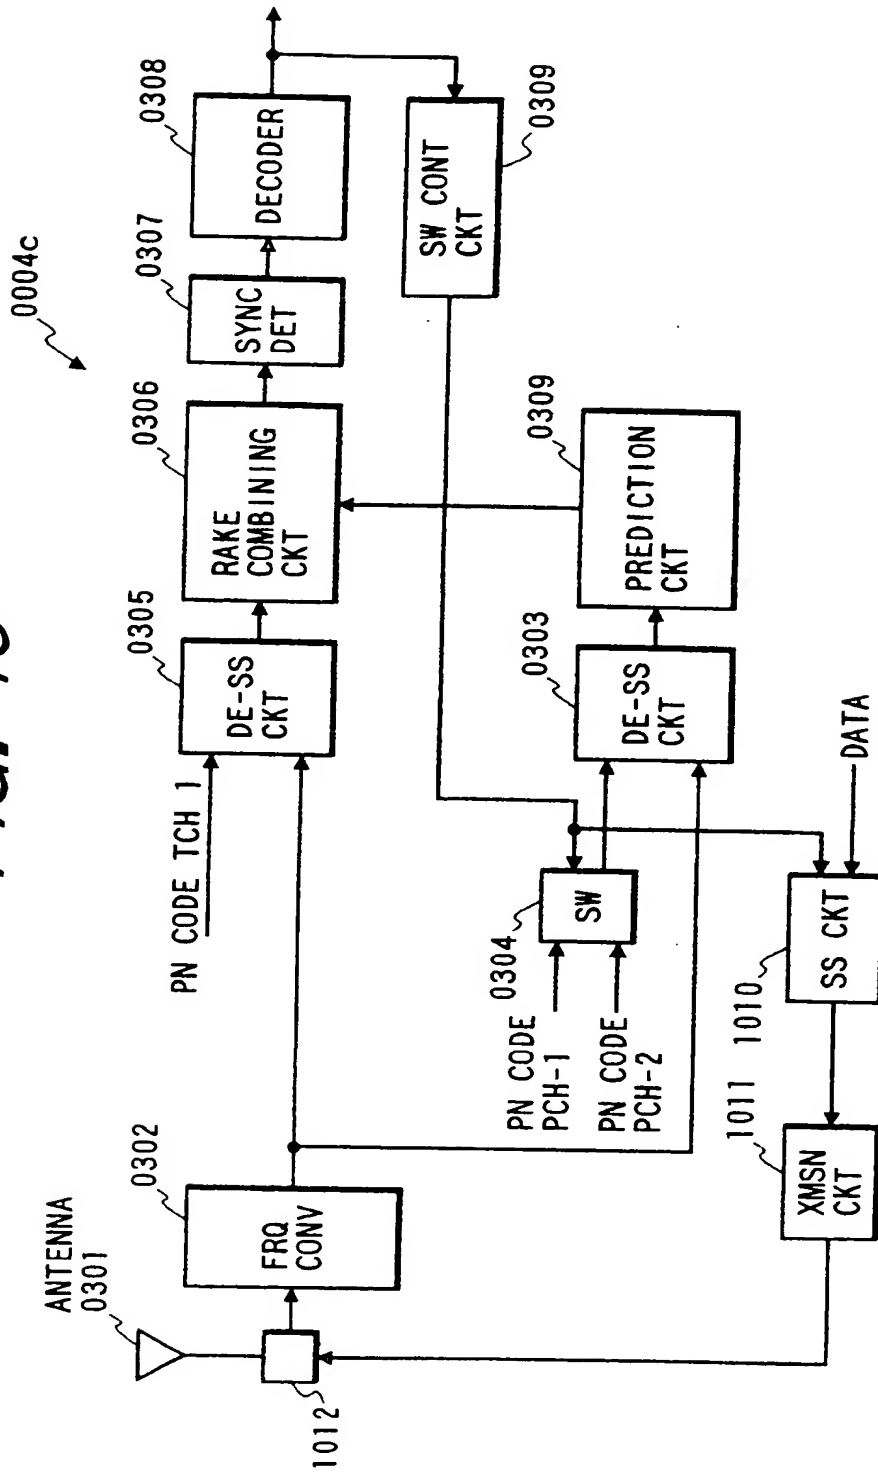 0004c
ANTENNA
0301
1012
0302
FRQ
CONV
PN CODE TCH 1
0305
DE-SS
CKT
0306
RAKE
COMBINING
CKT
0307
SYNC
DET
0308
DECODER
0309
SW CONT
CKT
0304
SW
PN CODE
PCH-1
PN CODE
PCH-2
0303
DE-SS
CKT
0309
PREDICTION
CKT
1011
XMSN
CKT
1010
SS CKT
DATA